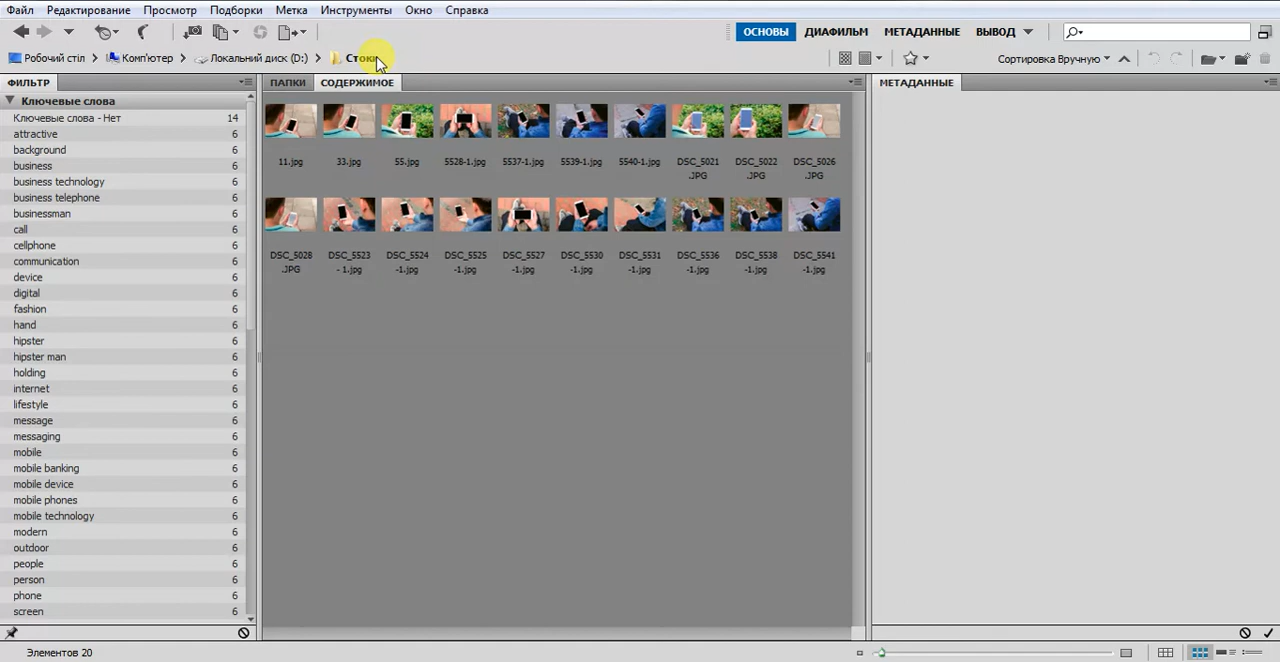 Файл Редактирование Просмотр Подборки Метка Инструменты Окно Справка
ОСНОВЫ ДИАФИЛЬМ МЕТАДАННЫЕ ВЫВОД
Робочий стіл Комп'ютер Локальний диск (D:) Стоки
Сортировка Вручную
ФИЛЬТР
ПАПКИ СОДЕРЖИМОЕ
МЕТАДАННЫЕ
Ключевые слова
Ключевые слова - Нет 14
attractive 6
background 6
business 6
business technology 6
business telephone 6
businessman 6
call 6
cellphone 6
communication 6
device 6
digital 6
fashion 6
hand 6
hipster 6
hipster man 6
holding 6
internet 6
lifestyle 6
message 6
messaging 6
mobile 6
mobile banking 6
mobile device 6
mobile phones 6
mobile technology 6
modern 6
outdoor 6
people 6
person 6
phone 6
screen 6
11.jpg 33.jpg 55.jpg 5528-1.jpg 5537-1.jpg 5539-1.jpg 5540-1.jpg DSC_5021 DSC_5022 DSC_5026
.JPG .JPG .JPG
DSC_5028 DSC_5523 DSC_5524 DSC_5525 DSC_5527 DSC_5530 DSC_5531 DSC_5536 DSC_5538 DSC_5541
.JPG - 1.jpg -1.jpg -1.jpg -1.jpg -1.jpg -1.jpg -1.jpg -1.jpg -1.jpg
Элементов 20